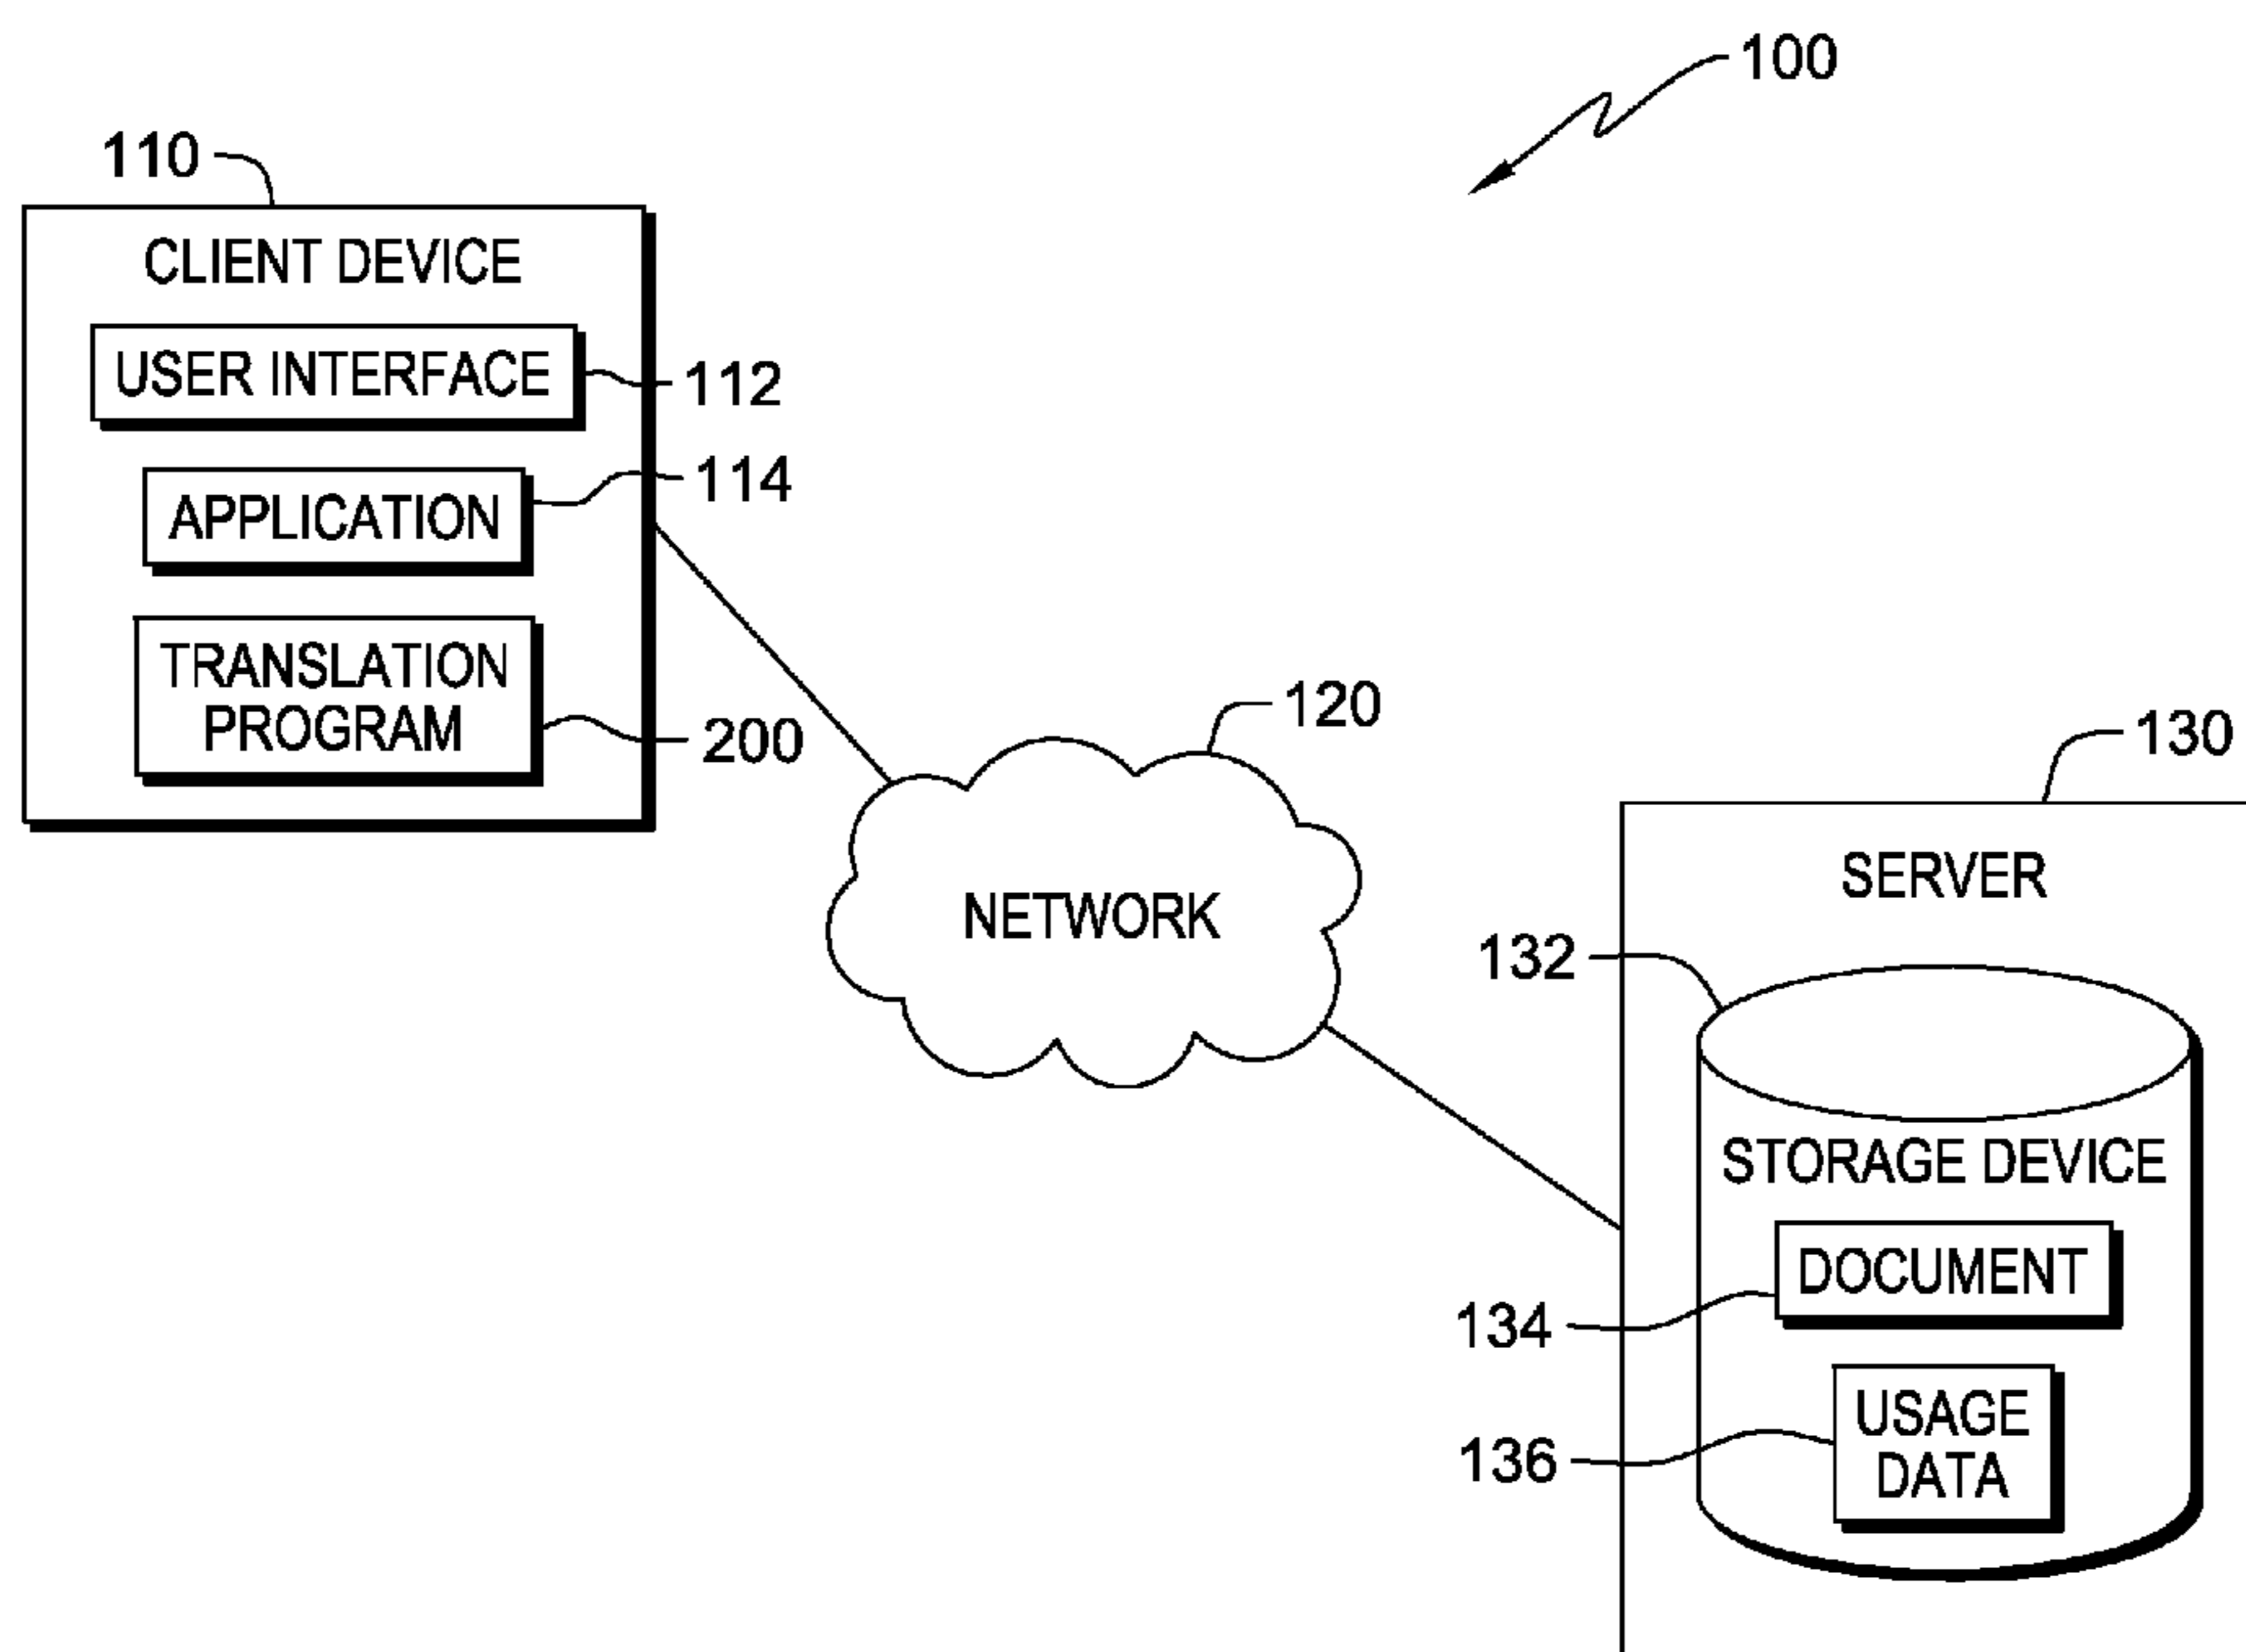 100
110
CLIENT DEVICE
USER INTERFACE
112
APPLICATION
114
TRANSLATION
PROGRAM
200
120
NETWORK
130
SERVER
132
STORAGE DEVICE
DOCUMENT
134
USAGE
DATA
136